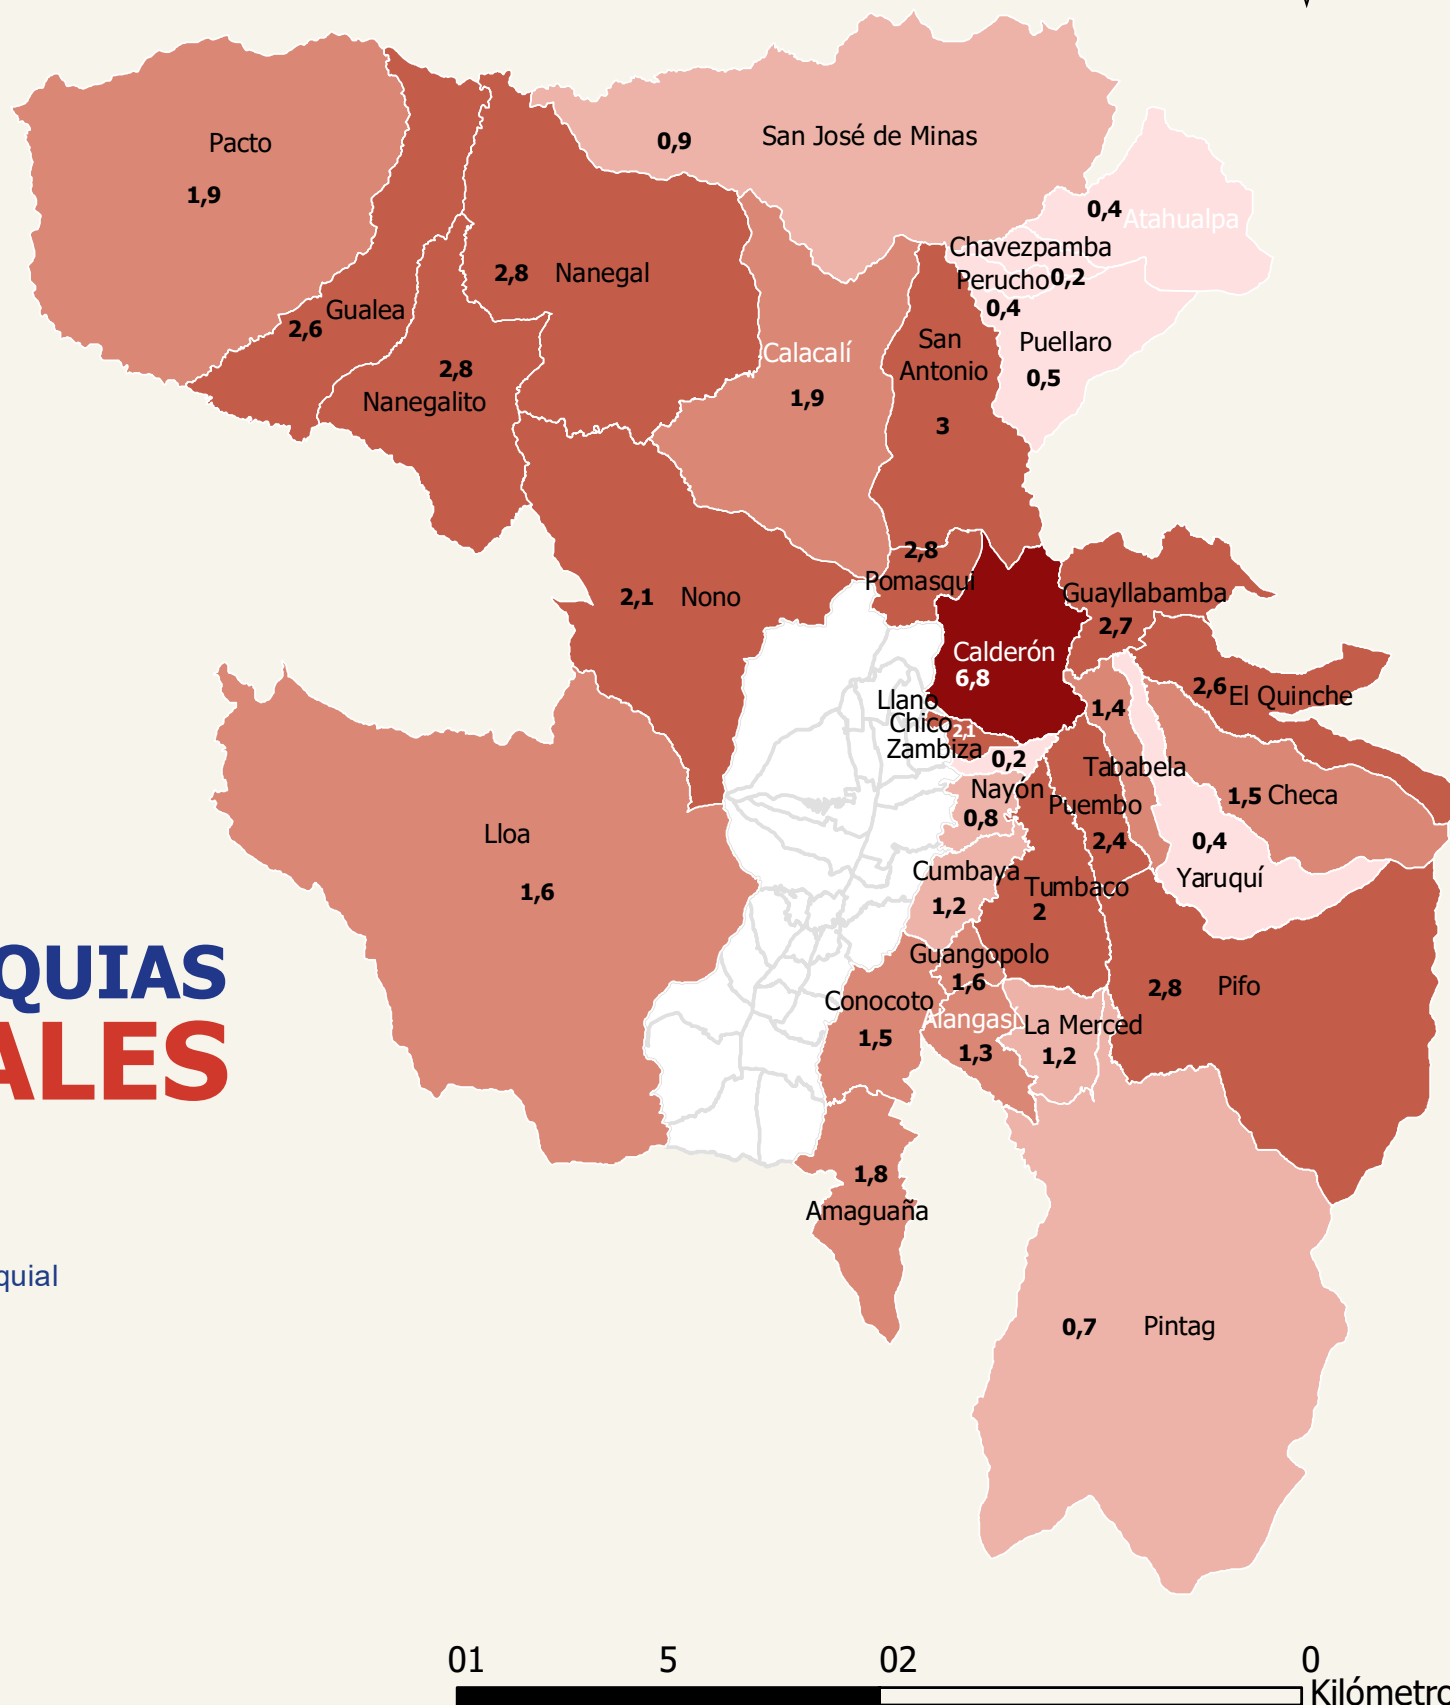 Pacto
1,9
0,9 San José de Minas
0,4 Atahualpa
Chavezpamba
Perucho 0,2
0,4
2,8 Nanegal
Gualea
2,6
Puellaro
0,5
San
Antonio
3
Calacalí
1,9
2,8
Nanegalito
2,8
Pomasqui
2,1 Nono
Guayllabamba
2,7
Calderón
6,8
2,6 El Quinche
Llano
Chico
2,1
1,4
Zambiza
0,2
Tababela
Nayón
0,8
Puembo
2,4
1,5 Checa
0,4
Yaruquí
Lloa
1,6
Cumbaya
1,2
Tumbaco
2
Guangopolo
1,6
QUIAS
ALES
2,8 Pifo
Conocoto
1,5
Alangasí
1,3
La Merced
1,2
1,8
Amaguaña
quial
0,7 Pintag
01 5 02 0
Kilómetro